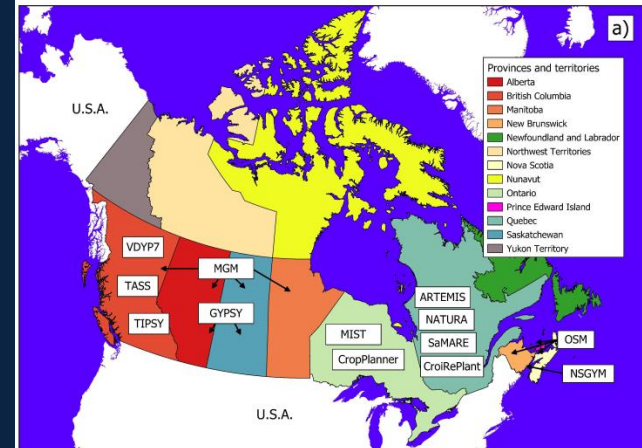 a)
U.S.A.
Provinces and territories
Alberta
British Columbia
Manitoba
New Brunswick
Newfoundland and Labrador
Northwest Territories
Nova Scotia
Nunavut
Ontario
Prince Edward Island
Quebec
Saskatchewan
Yukon Territory
VDYP7
MGM
TASS
GYPSY
TIPSY
ARTEMIS
NATURA
MIST
SaMARE
CropPlanner
CroiRePlant
OSM
NSGYM
U.S.A.